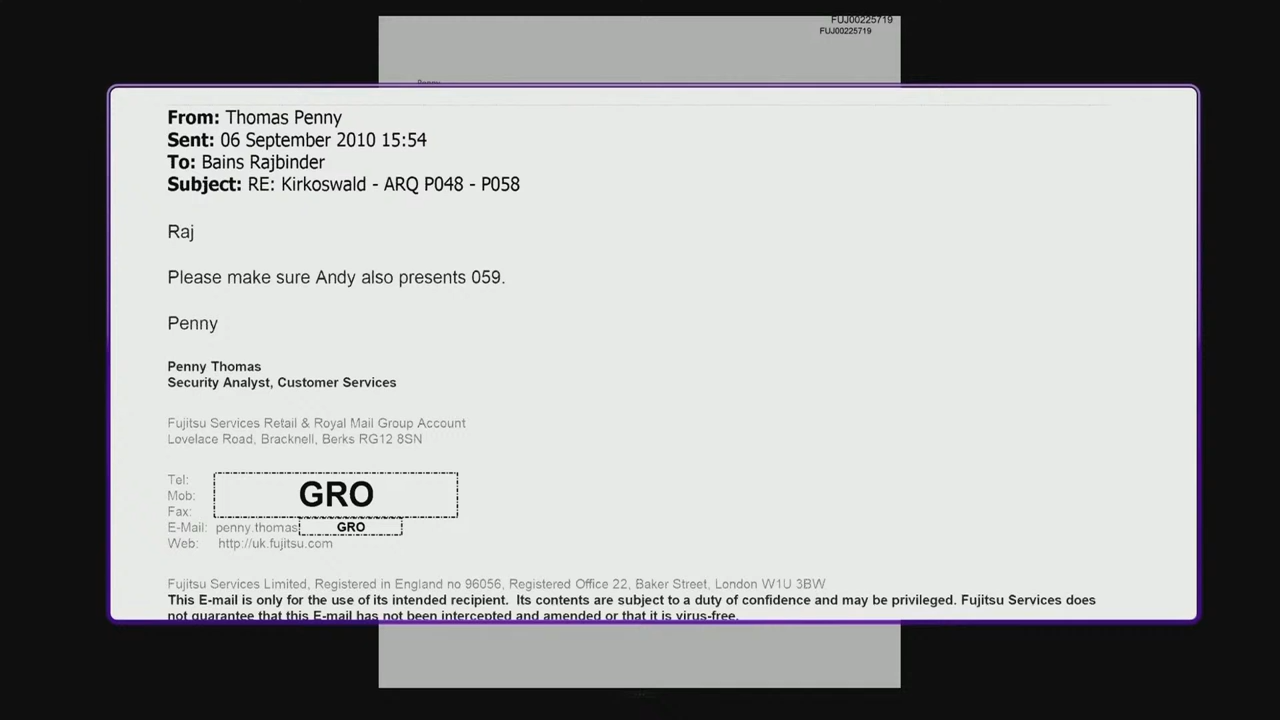 FUJ00225719
FUJ00225719
Penny
From: Thomas Penny
Sent: 06 September 2010 15:54
To: Bains Rajbinder
Subject: RE: Kirkoswald - ARQ P048 - P058
Raj
Please make sure Andy also presents 059.
Penny
Penny Thomas
Security Analyst, Customer Services
Fujitsu Services Retail & Royal Mail Group Account
Lovelace Road, Bracknell, Berks RG12 8SN
Tel:
Mob:
GRO
Fax:
E-Mail: penny.thomas GRO
Web: http://uk.fujitsu.com
Fujitsu Services Limited, Registered in England no 96056, Registered Office 22, Baker Street, London W1U 3BW
This E-mail is only for the use of its intended recipient. Its contents are subject to a duty of confidence and may be privileged. Fujitsu Services does
not guarantee that this E-mail has not been intercepted and amended or that it is virus-free.